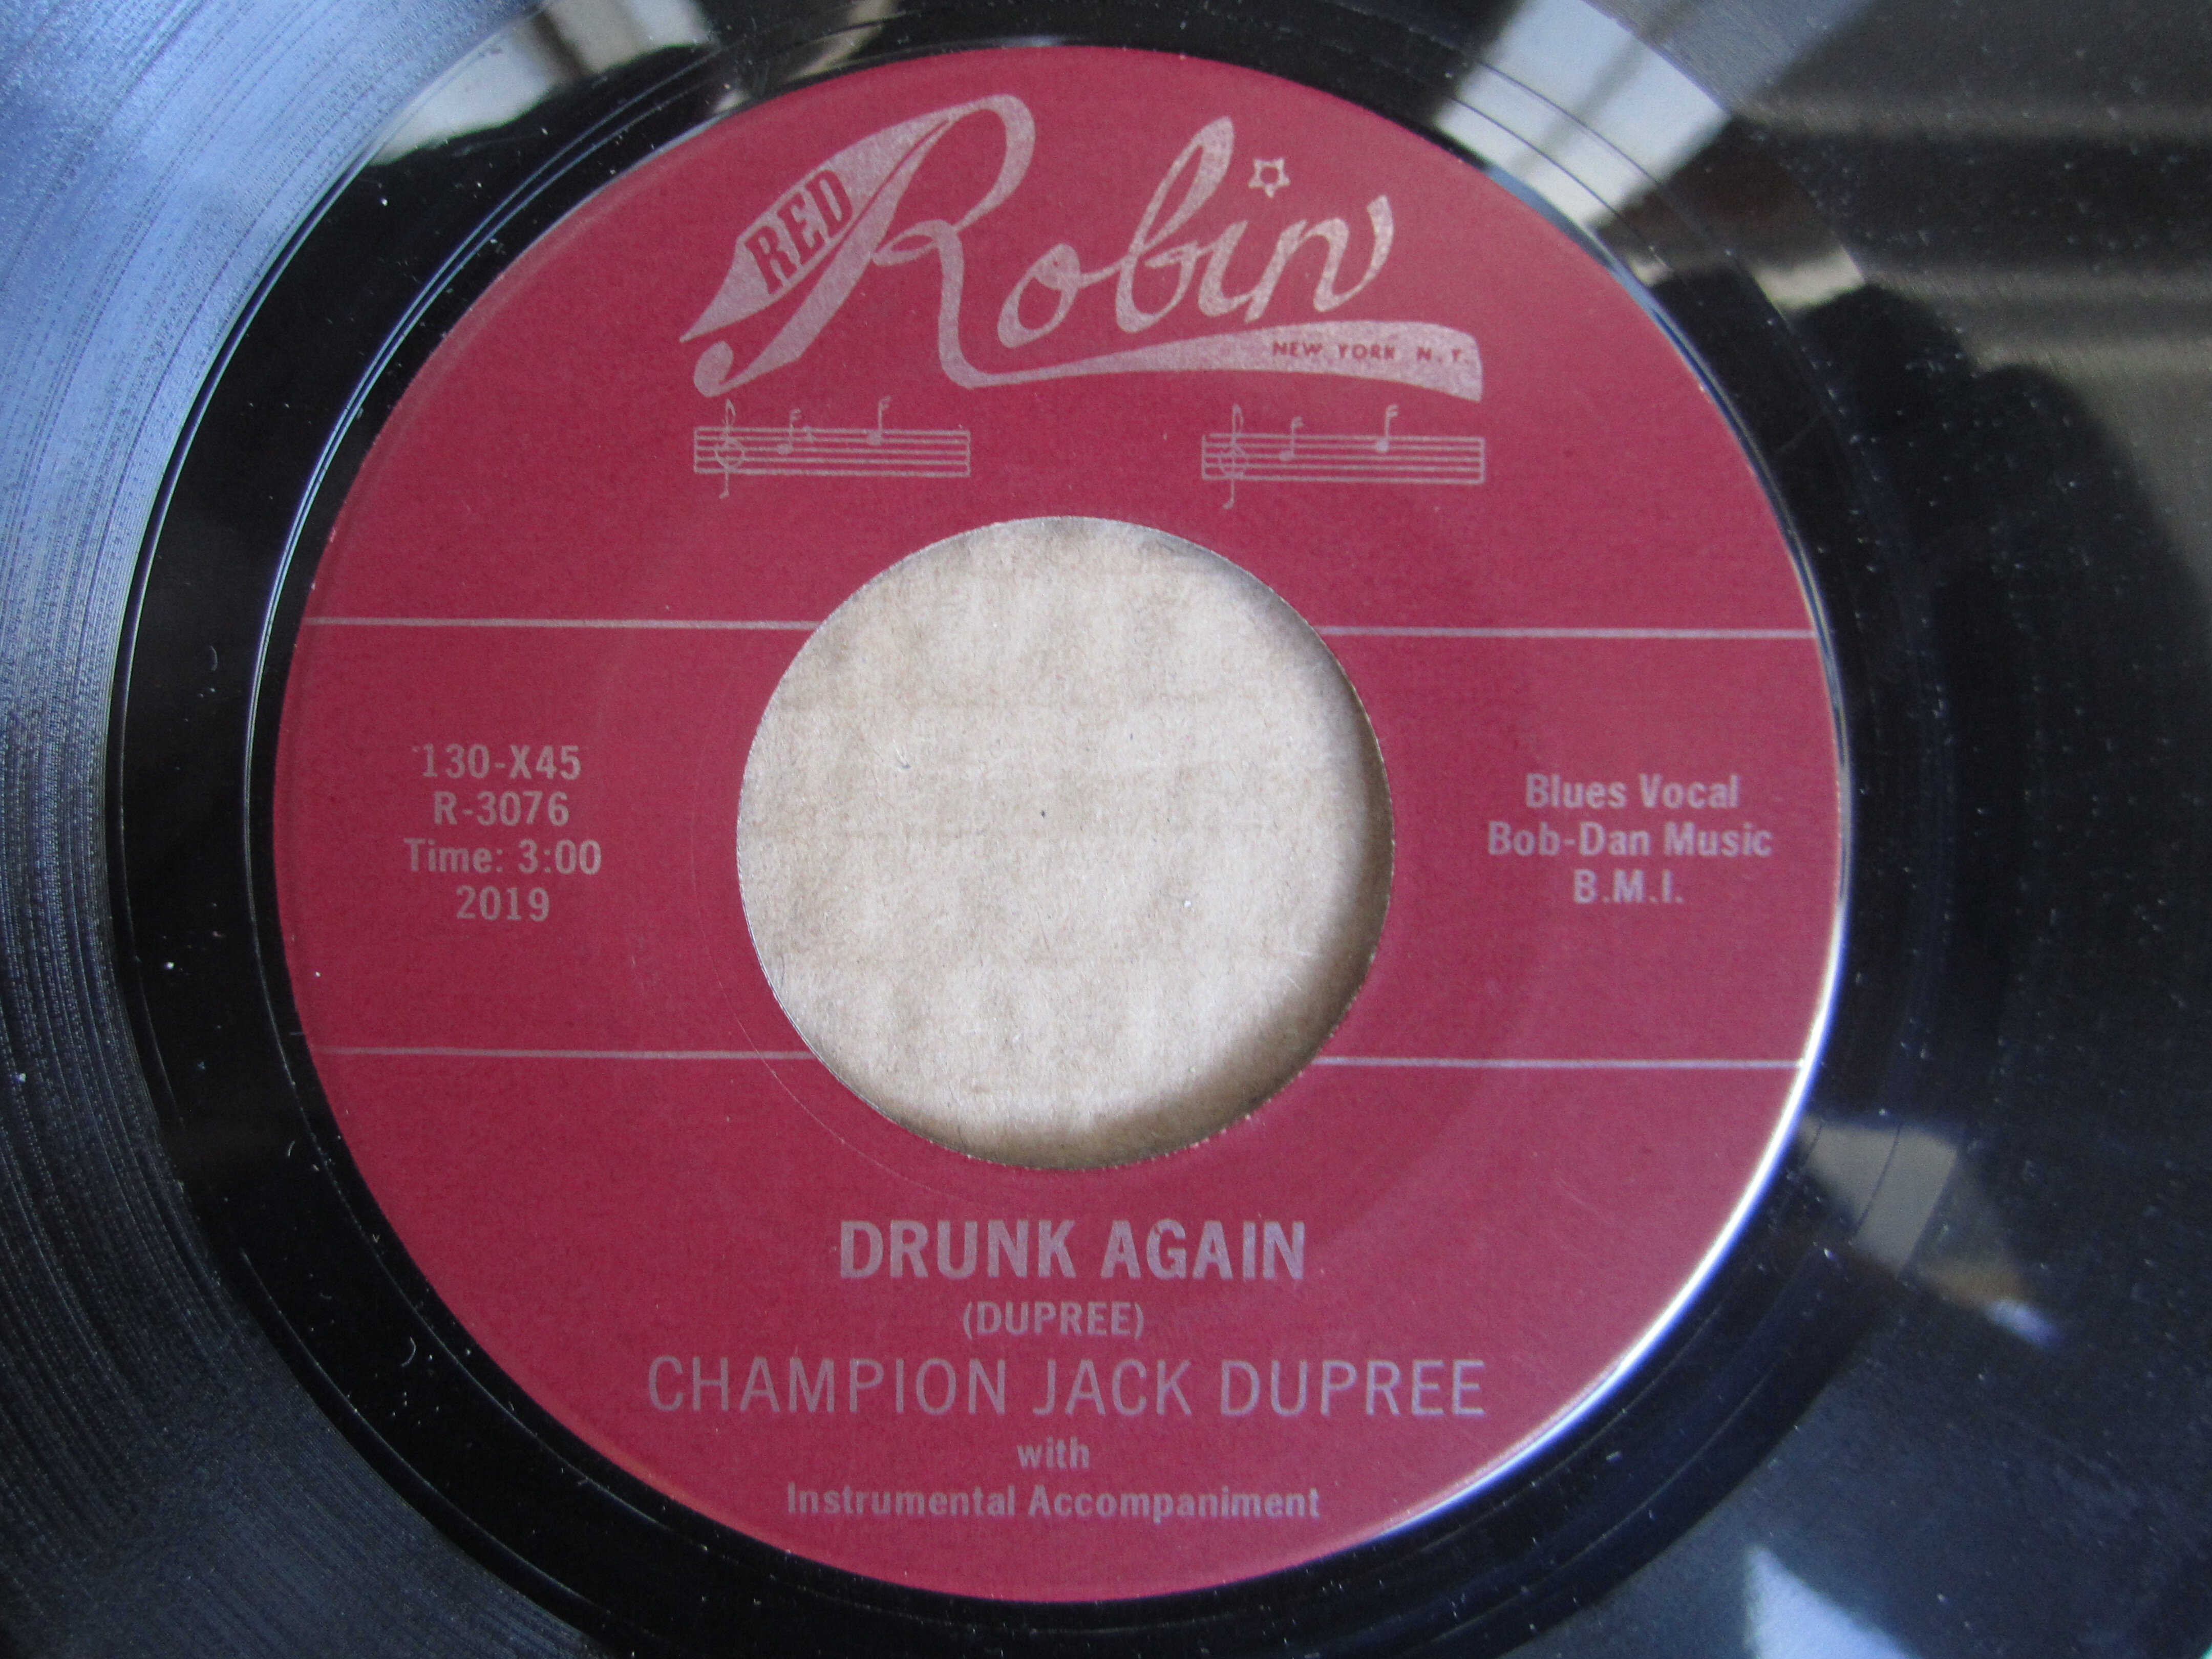 RED
Robin
NEW YORK N.Y.
130-X45
R-3076
Time: 3:00
2019
Blues Vocal
Bob-Dan Music
B.M.I.
DRUNK AGAIN
(DUPREE)
CHAMPION JACK DUPREE
with
Instrumental Accompaniment